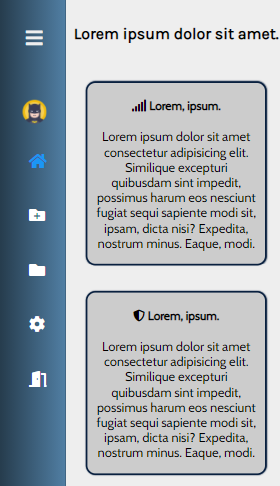 Lorem ipsum dolor sit amet.
Lorem, ipsum.
Lorem ipsum dolor sit amet
consectetur adipisicing elit.
Similique excepturi
quibusdam sint impedit,
possimus harum eos nesciunt
fugiat sequi sapiente modi sit,
ipsam, dicta nisi? Expedita,
nostrum minus. Eaque, modi.
Lorem, ipsum.
Lorem ipsum dolor sit amet
consectetur adipisicing elit.
Similique excepturi
quibusdam sint impedit,
possimus harum eos nesciunt
fugiat sequi sapiente modi sit,
ipsam, dicta nisi? Expedita,
nostrum minus. Eaque, modi.